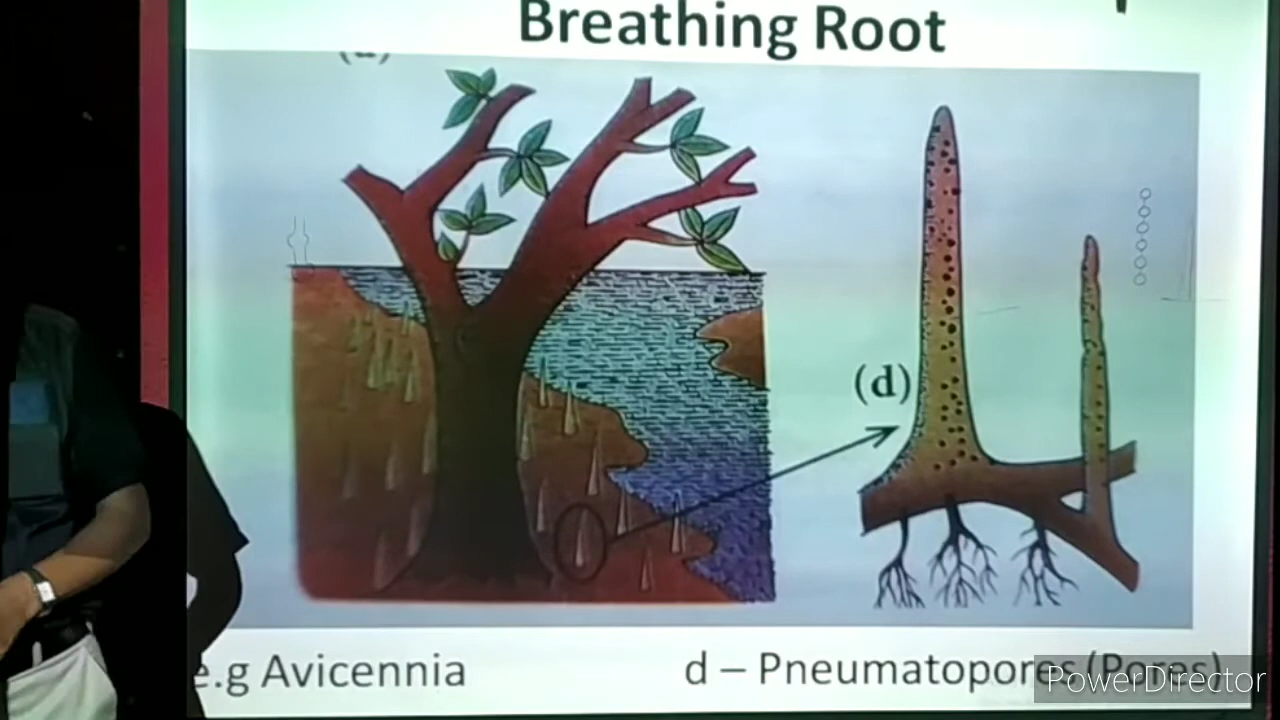 Breathing Root
(d)
e.g Avicennia
d – Pneumatopores (Pores)
PowerDirector